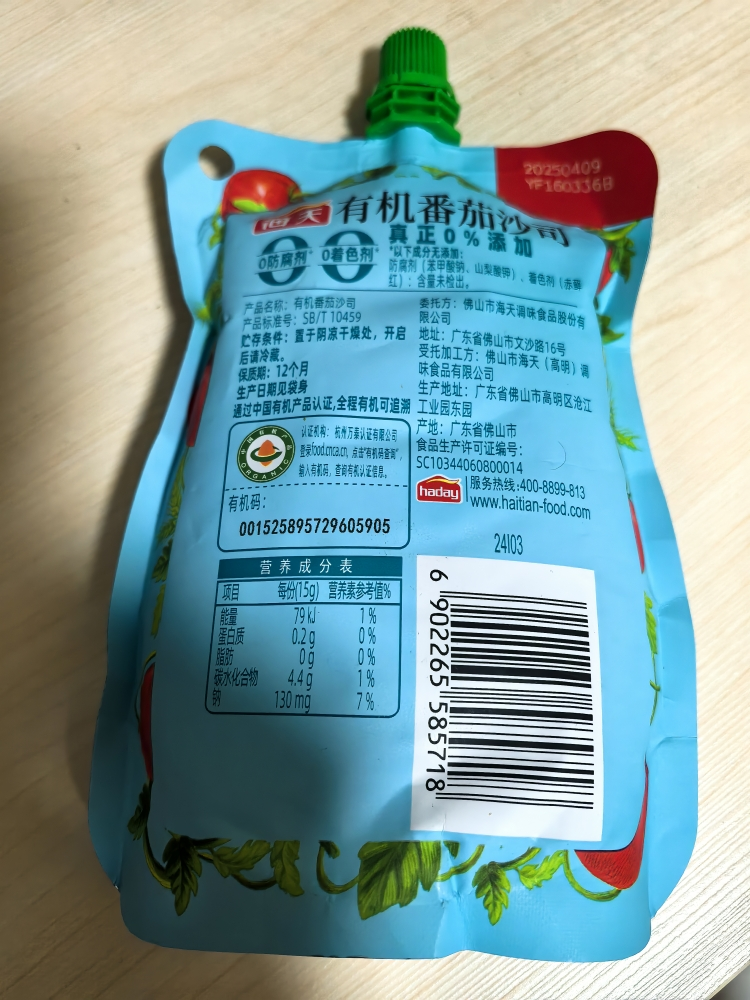 20250409
YF160336B
海天 有机番茄沙司
真正0%添加
0防腐剂* 0着色剂*
*以下成分无添加:
防腐剂（苯甲酸钠、山梨酸钾）、着色剂（赤藓
红）: 含量未检出。
产品名称: 有机番茄沙司
产品标准号: SB/T 10459
贮存条件: 置于阴凉干燥处，开启
后请冷藏。
保质期: 12个月
生产日期见袋身
通过中国有机产品认证,全程有机可追溯
认证机构: 杭州万泰认证有限公司
登录food.cnca.cn, 点击"有机码查询",
输入有机码, 查询有机认证信息。
中国有机产品
ORGANIC
有机码:
001525895729605905
营养成分表
项目 每份(15g) 营养素参考值%
能量 79 kJ 1 %
蛋白质 0.2 g 0 %
脂肪 0 g 0 %
碳水化合物 4.4 g 1 %
钠 130 mg 7 %
委托方: 佛山市海天调味食品股份有
限公司
地址: 广东省佛山市文沙路16号
受托加工方: 佛山市海天（高明）调
味食品有限公司
生产地址: 广东省佛山市高明区沧江
工业园东园
产地: 广东省佛山市
食品生产许可证编号:
SC10344060800014
haday 服务热线:400-8899-813
www.haitian-food.com
24I03
6 902265 585718